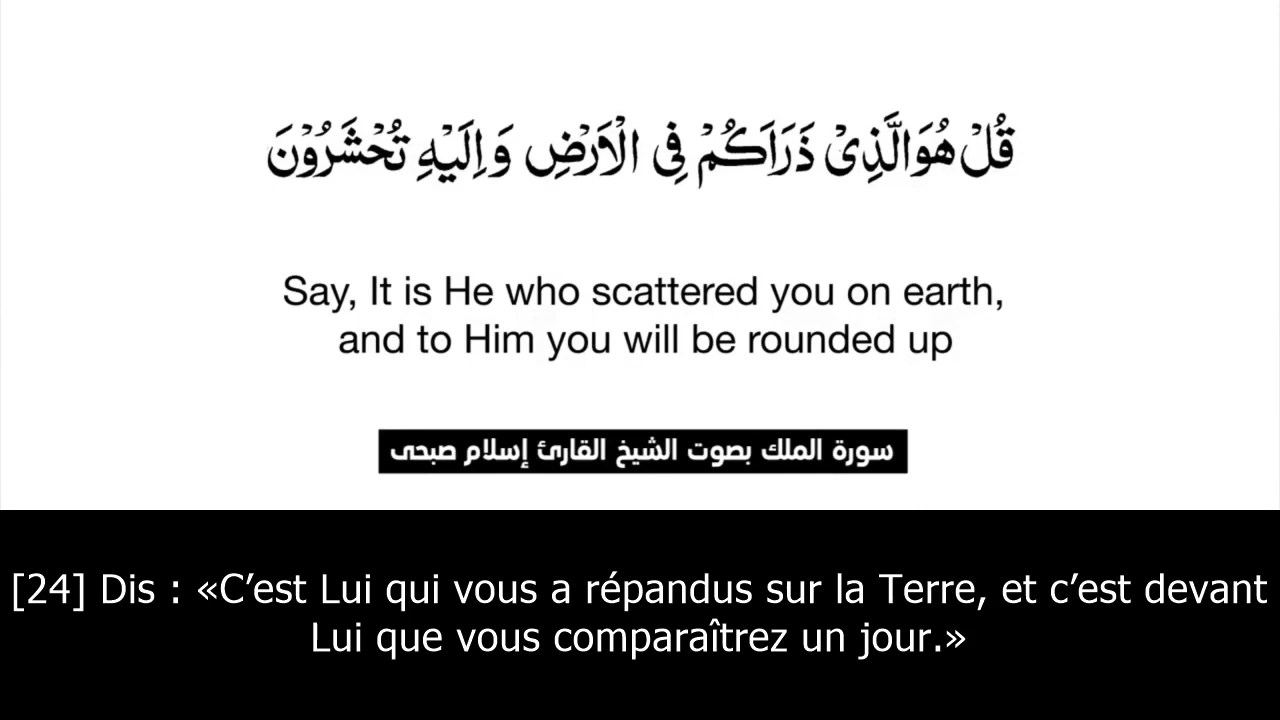 قُلْ هُوَالَّذِىْ ذَرَاَكُمْ فِى الْاَرْضِ وَاِلَيْهِ تُحْشَرُوْنَ
Say, It is He who scattered you on earth,
and to Him you will be rounded up
سورة الملك بصوت الشيخ القارئ إسلام صبحى
[24] Dis : «C’est Lui qui vous a répandus sur la Terre, et c’est devant
Lui que vous comparaîtrez un jour.»